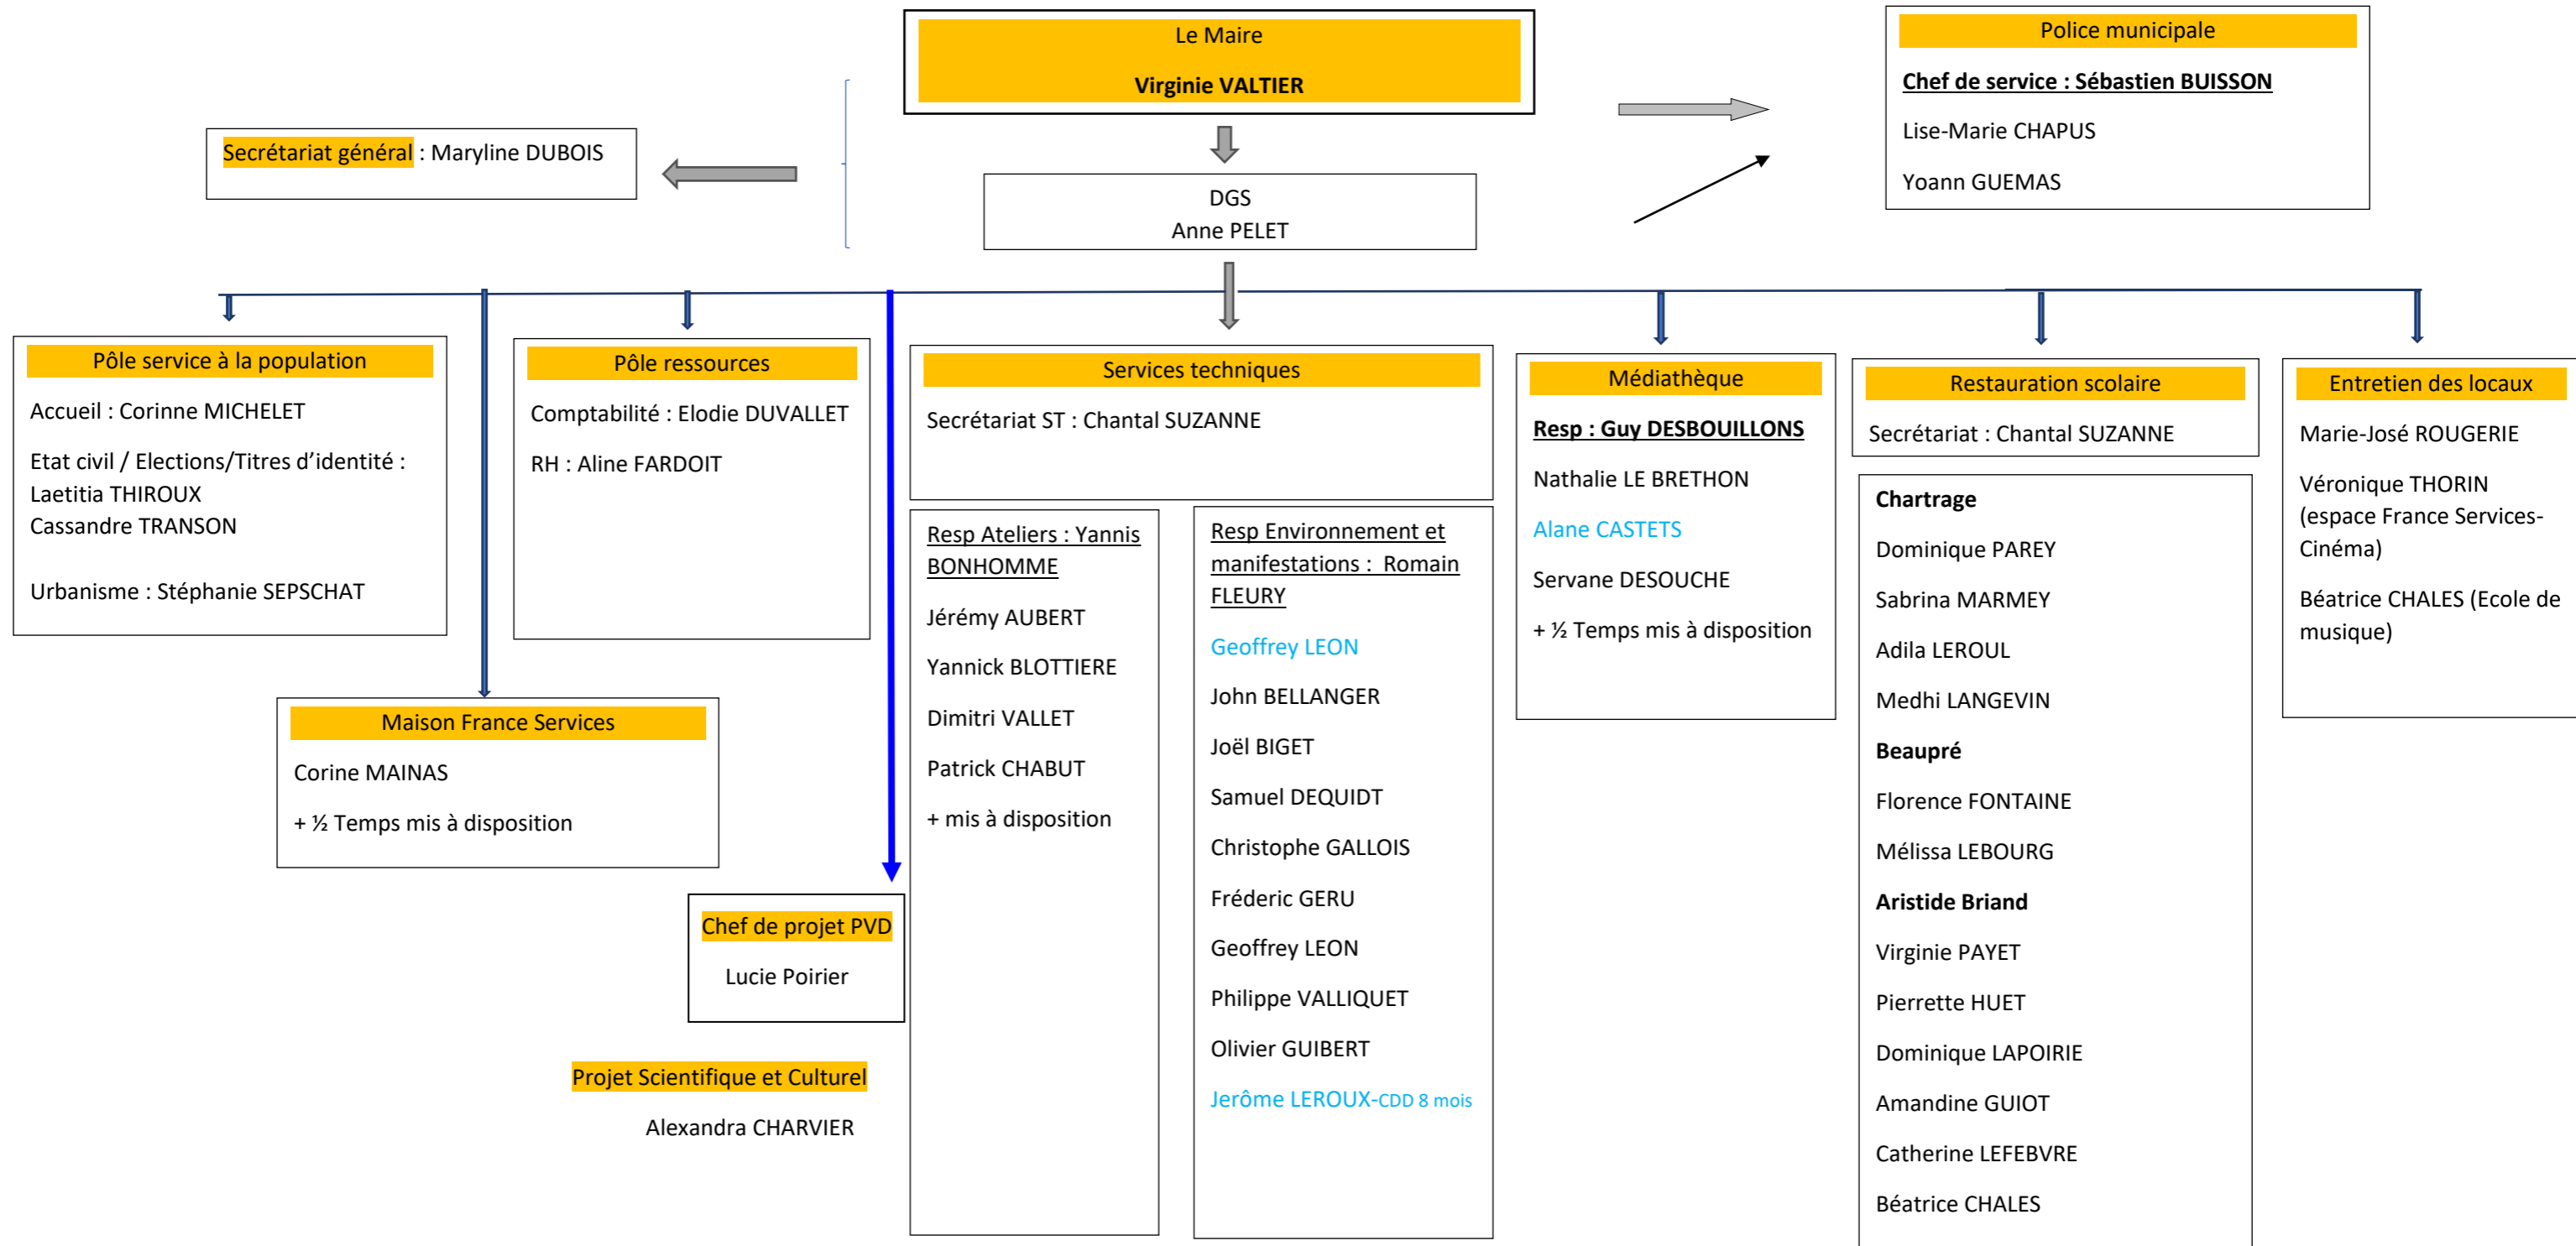 Le Maire
Virginie VALTIER
Police municipale
Chef de service : Sébastien BUISSON
Lise-Marie CHAPUS
Yoann GUEMAS
Secrétariat général : Maryline DUBOIS
DGS
Anne PELET
Pôle service à la population
Accueil : Corinne MICHELET
Etat civil / Elections/Titres d'identité :
Laetitia THIROUX
Cassandre TRANSON
Urbanisme : Stéphanie SEPSCHAT
Maison France Services
Corine MAINAS
+ ½ Temps mis à disposition
Pôle ressources
Comptabilité : Elodie DUVALLET
RH : Aline FARDOIT
Chef de projet PVD
Lucie Poirier
Projet Scientifique et Culturel
Alexandra CHARVIER
Services techniques
Secrétariat ST : Chantal SUZANNE
Resp Ateliers : Yannis
BONHOMME
Jérémy AUBERT
Yannick BLOTTIERE
Dimitri VALLET
Patrick CHABUT
+ mis à disposition
Resp Environnement et
manifestations : Romain
FLEURY
Geoffrey LEON
John BELLANGER
Joël BIGET
Samuel DEQUIDT
Christophe GALLOIS
Fréderic GERU
Geoffrey LEON
Philippe VALLIQUET
Olivier GUIBERT
Jerôme LEROUX-CDD 8 mois
Médiathèque
Resp : Guy DESBOUILLONS
Nathalie LE BRETHON
Alane CASTETS
Servane DESOUCHE
+ ½ Temps mis à disposition
Restauration scolaire
Secrétariat : Chantal SUZANNE
Chartrage
Dominique PAREY
Sabrina MARMEY
Adila LEROUL
Medhi LANGEVIN
Beaupré
Florence FONTAINE
Mélissa LEBOURG
Aristide Briand
Virginie PAYET
Pierrette HUET
Dominique LAPOIRIE
Amandine GUIOT
Catherine LEFEBVRE
Béatrice CHALES
Entretien des locaux
Marie-José ROUGERIE
Véronique THORIN
(espace France Services-
Cinéma)
Béatrice CHALES (Ecole de
musique)